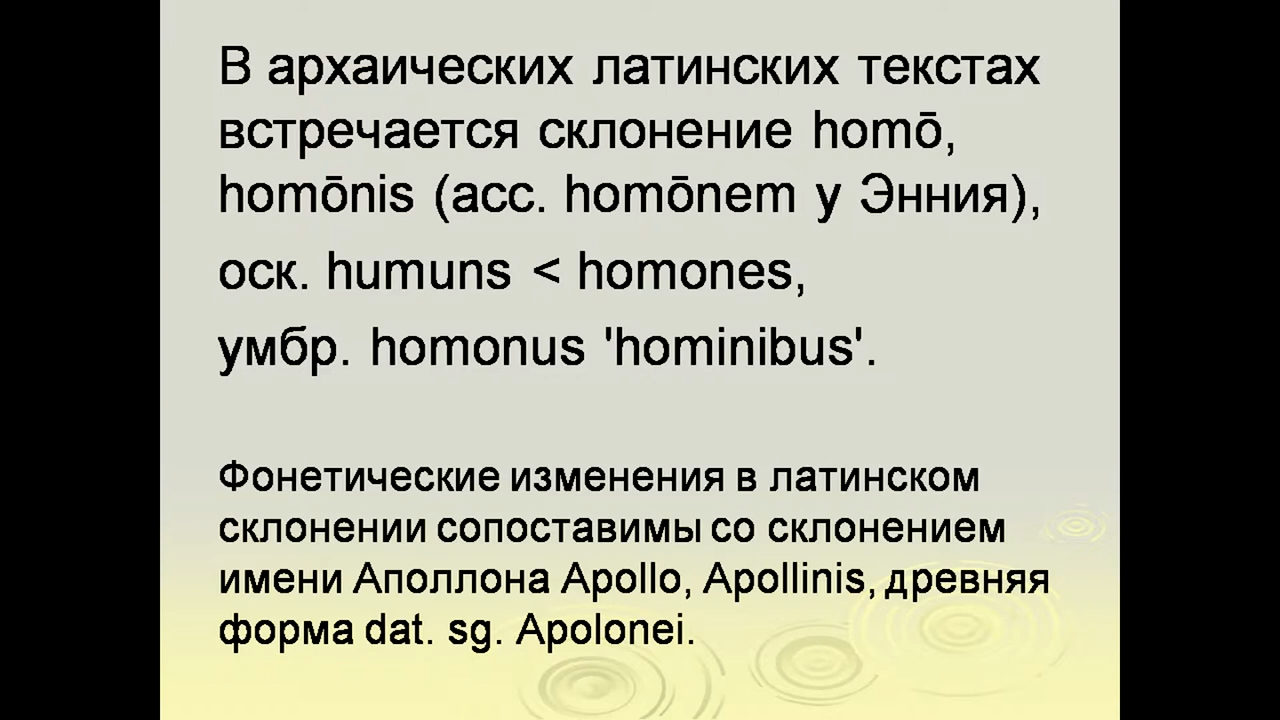 В архаических латинских текстах
встречается склонение homō,
homōnis (acc. homōnem у Энния),
оск. humuns < homones,
умбр. homonus 'hominibus'.
Фонетические изменения в латинском
склонении сопоставимы со склонением
имени Аполлона Apollo, Apollinis, древняя
форма dat. sg. Apolonei.